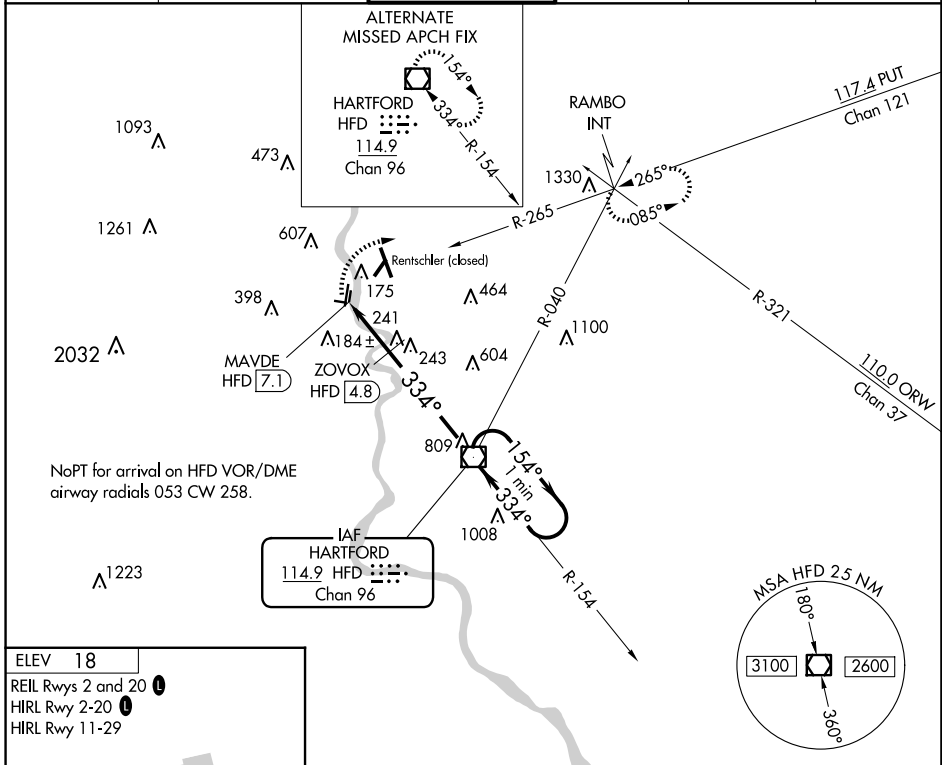 ALTERNATE
MISSED APCH FIX
154°
334°
R-154
HARTFORD
HFD
114.9
Chan 96
RAMBO
INT
117.4 PUT
Chan 121
1093
473
1330
265°
085°
R-265
1261
607
Rentschler (closed)
175
398
464
R-040
R-321
241
184 ±
243
1100
2032
MAVDE
HFD 7.1
ZOVOX
HFD 4.8
604
110.0 ORW
Chan 37
334°
809
154°
1 min
334°
NoPT for arrival on HFD VOR/DME
airway radials 053 CW 258.
1008
IAF
HARTFORD
114.9 HFD
Chan 96
R-154
1223
MSA HFD 25 NM
180°
3100
2600
360°
ELEV 18
REIL Rwys 2 and 20 L
HIRL Rwy 2-20 L
HIRL Rwy 11-29